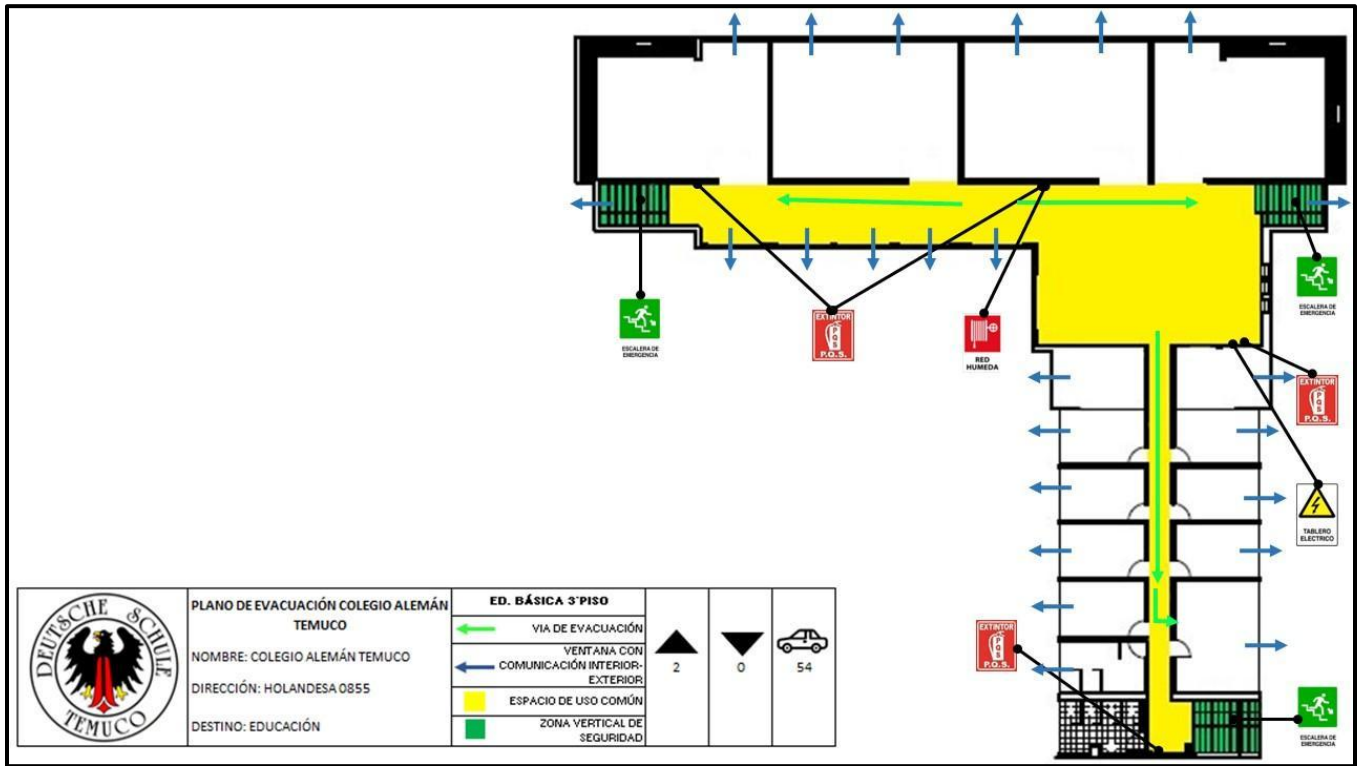 ESCALERA DE
EMERGENCIA
EXTINTOR
PQS
P.Q.S.
RED
HUMEDA
ESCALERA DE
EMERGENCIA
EXTINTOR
PQS
P.Q.S.
TABLERO
ELECTRICO
EXTINTOR
PQS
P.Q.S.
ESCALERA DE
EMERGENCIA
DEUTSCHE SCHULE
TEMUCO
PLANO DE EVACUACIÓN COLEGIO ALEMÁN
TEMUCO
NOMBRE: COLEGIO ALEMÁN TEMUCO
DIRECCIÓN: HOLANDESA 0855
DESTINO: EDUCACIÓN
ED. BÁSICA 3°PISO
VIA DE EVACUACIÓN
VENTANA CON
COMUNICACIÓN INTERIOR-
EXTERIOR
ESPACIO DE USO COMÚN
ZONA VERTICAL DE
SEGURIDAD
2
0
54